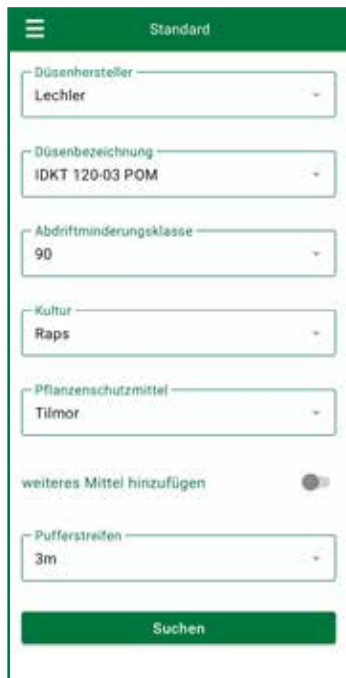 Standard
Düsenhersteller
Lechler
Düsenbezeichnung
IDKT 120-03 POM
Abdriftminderungsklasse
90
Kultur
Raps
Pflanzenschutzmittel
Tilmor
weiteres Mittel hinzufügen
Pufferstreifen
3m
Suchen